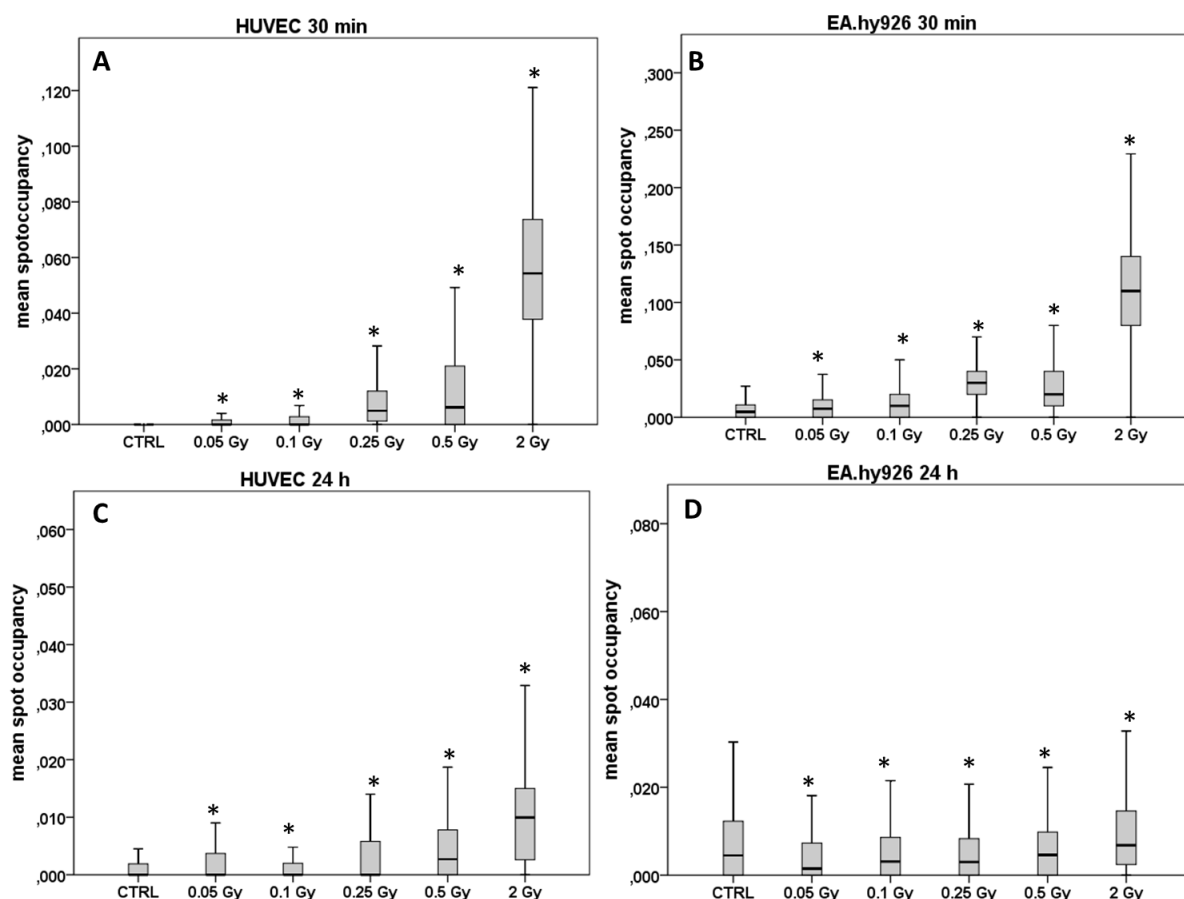 HUVEC 30 min
A
mean spotoccupancy
,120
,100
,080
,060
,040
,020
,000
*
*
*
*
*
CTRL 0.05 Gy 0.1 Gy 0.25 Gy 0.5 Gy 2 Gy
EA.hy926 30 min
B
mean spot occupancy
,300
,250
,200
,150
,100
,050
,000
*
*
*
*
*
CTRL 0.05 Gy 0.1 Gy 0.25 Gy 0.5 Gy 2 Gy
HUVEC 24 h
C
mean spot occupancy
,060
,050
,040
,030
,020
,010
,000
*
*
*
*
*
CTRL 0.05 Gy 0.1 Gy 0.25 Gy 0.5 Gy 2 Gy
EA.hy926 24 h
D
mean spot occupancy
,080
,060
,040
,020
,000
*
*
*
*
*
CTRL 0.05 Gy 0.1 Gy 0.25 Gy 0.5 Gy 2 Gy